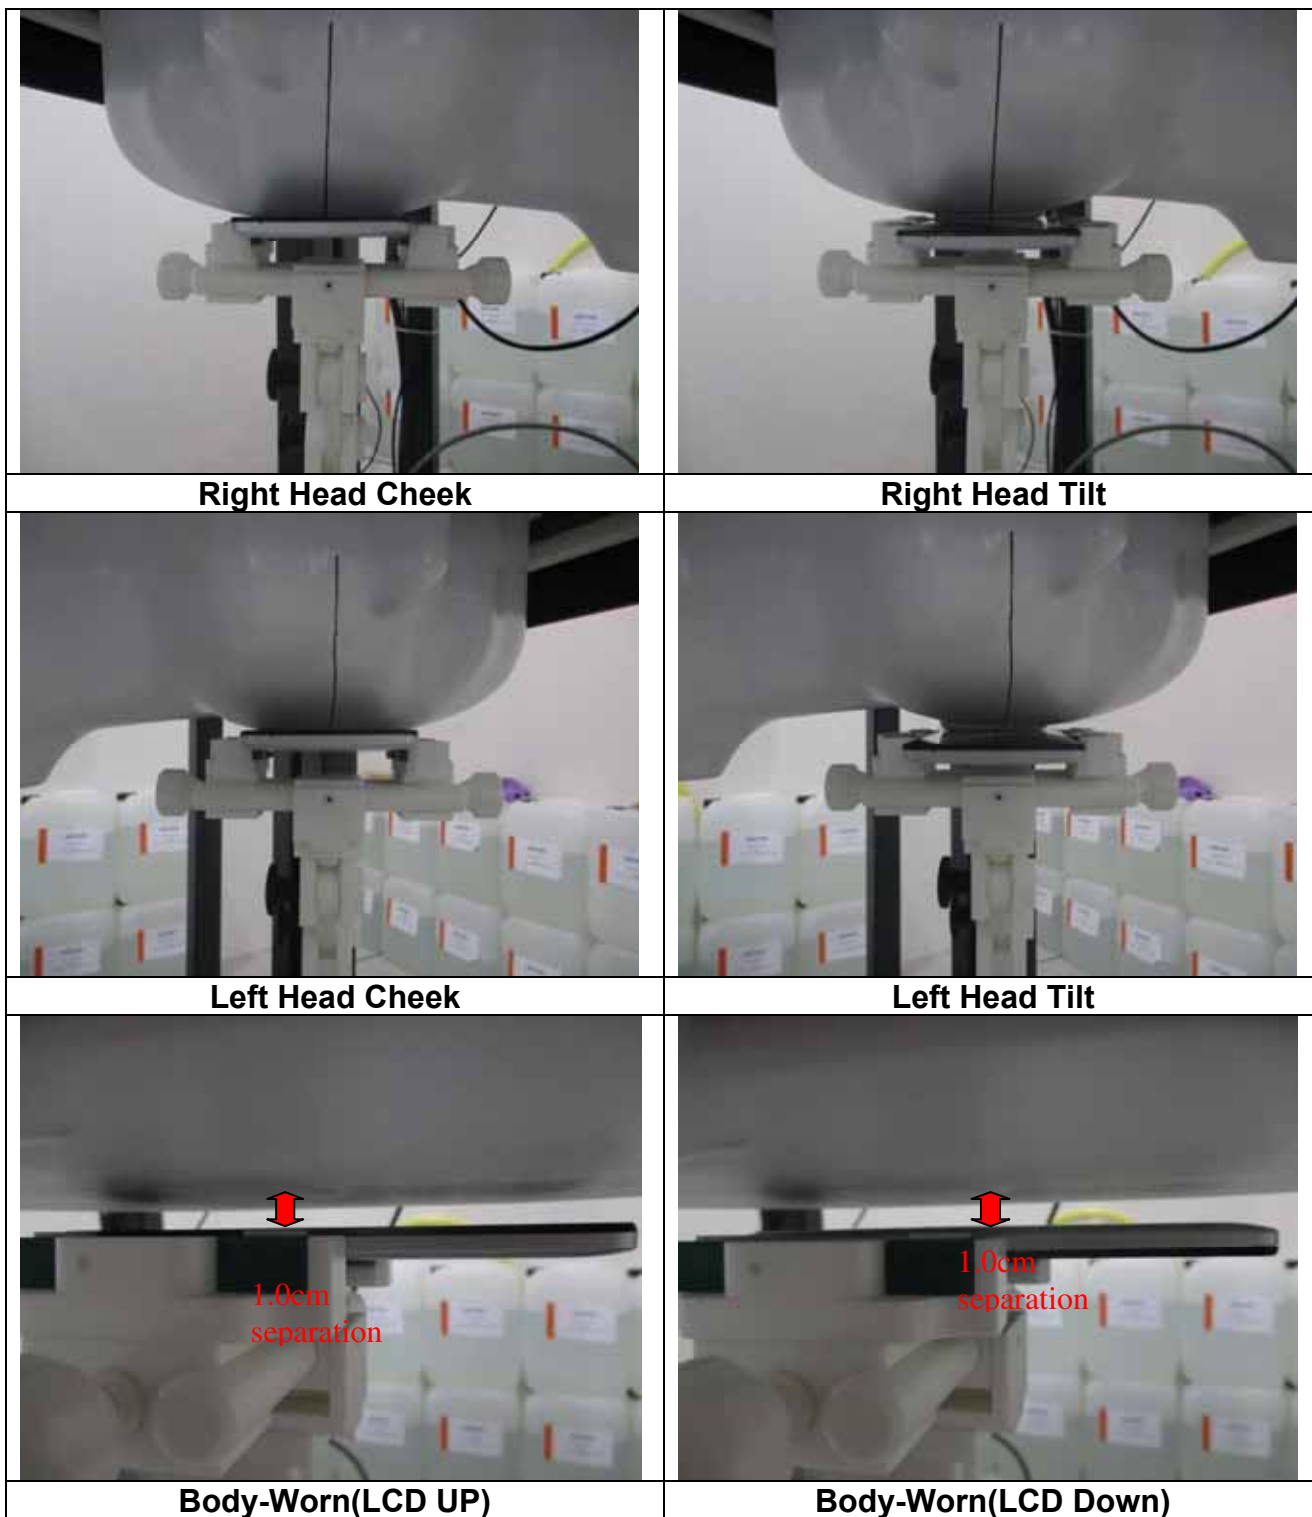 Right Head Cheek
Right Head Tilt
Left Head Cheek
Left Head Tilt
1.0cm
separation
1.0cm
separation
Body-Worn(LCD UP)
Body-Worn(LCD Down)